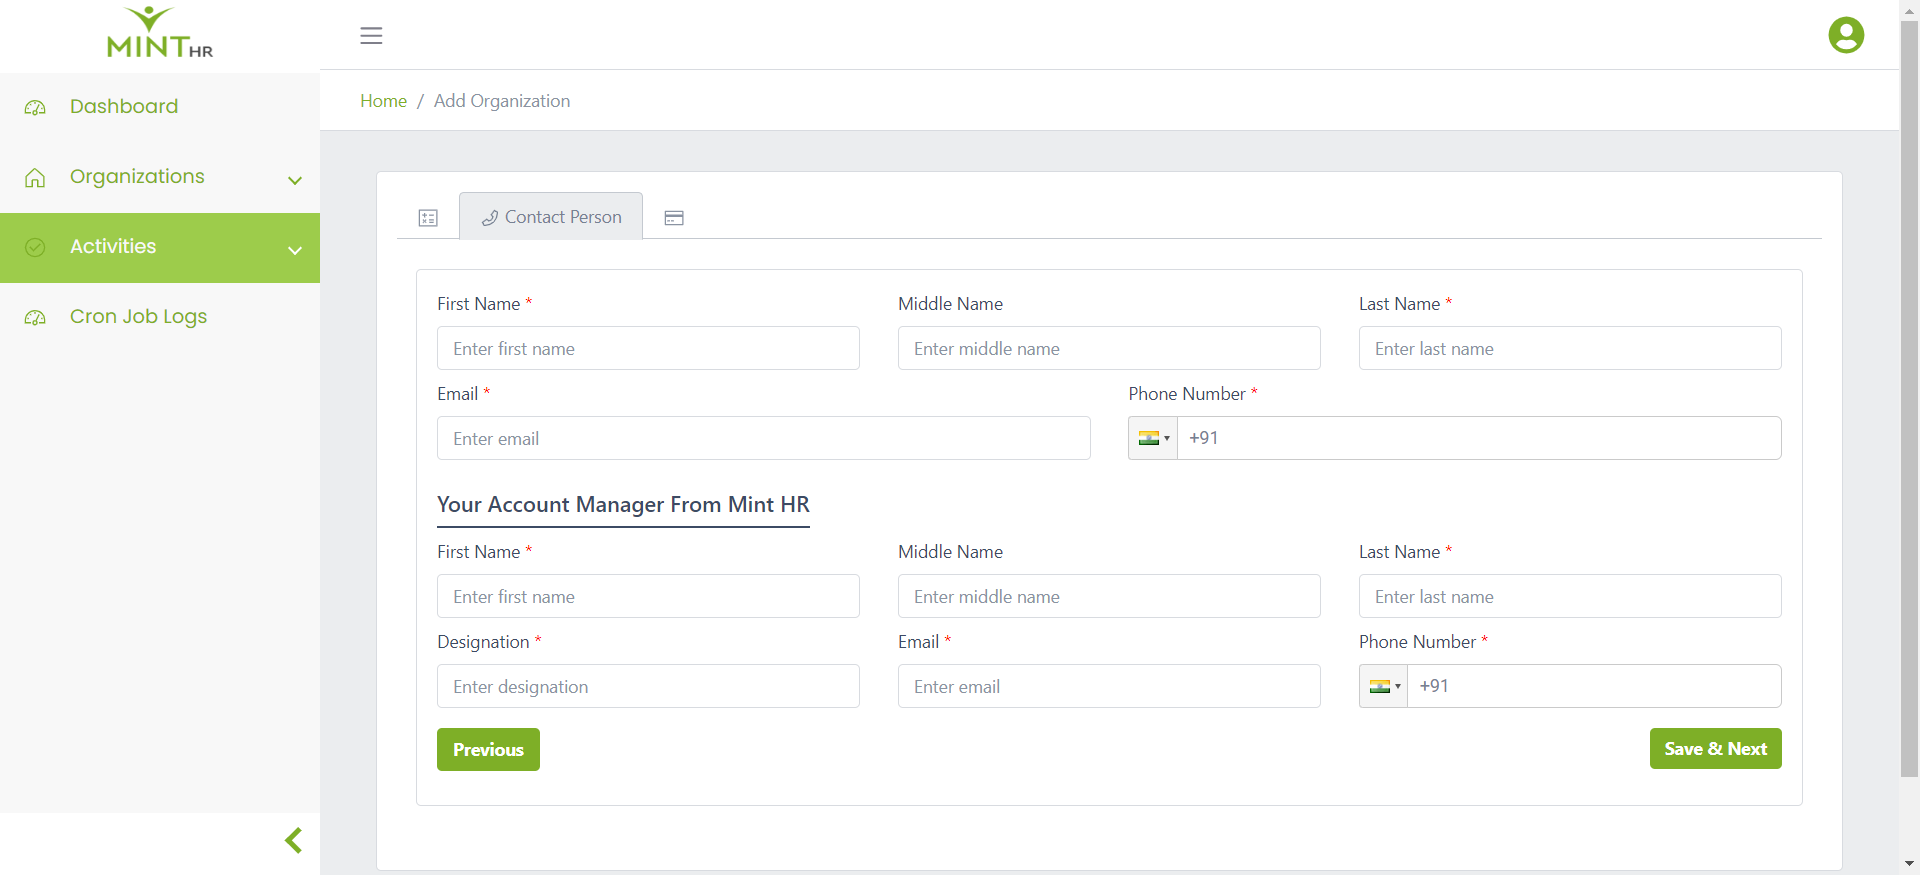 MINT HR
Home / Add Organization
Dashboard
Organizations
Activities
Cron Job Logs
Contact Person
First Name * Middle Name Last Name *
Enter first name Enter middle name Enter last name
Email * Phone Number *
Enter email +91
Your Account Manager From Mint HR
First Name * Middle Name Last Name *
Enter first name Enter middle name Enter last name
Designation * Email * Phone Number *
Enter designation Enter email +91
Previous Save & Next